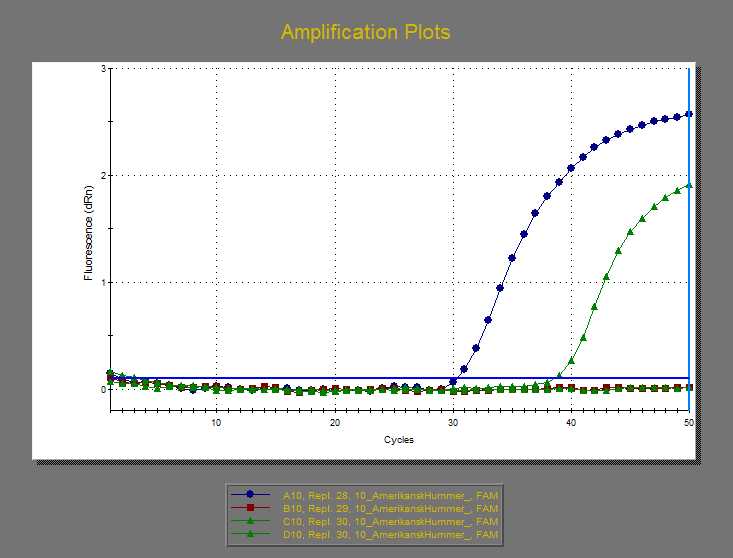 Amplification Plots
3
2
1
0
Fluorescence (dRn)
10
20
30
40
50
Cycles
A10, Repl. 28, 10_AmerikanskHummer_, FAM
B10, Repl. 29, 10_AmerikanskHummer_, FAM
C10, Repl. 30, 10_AmerikanskHummer_, FAM
D10, Repl. 30, 10_AmerikanskHummer_, FAM